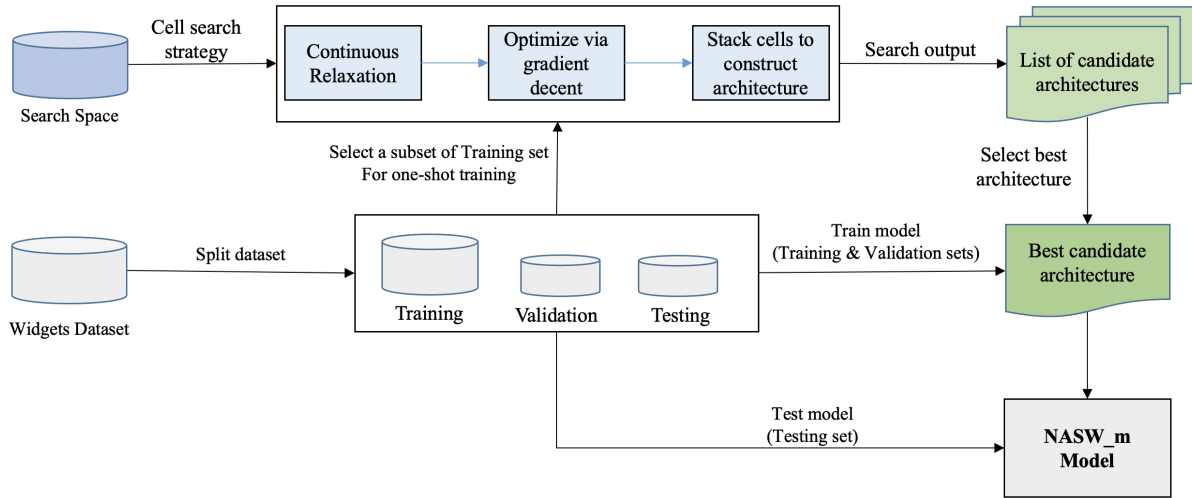 Cell search
strategy
Search Space
Continuous
Relaxation
Optimize via
gradient
decent
Stack cells to
construct
architecture
Search output
List of candidate
architectures
Select a subset of Training set
For one-shot training
Select best
architecture
Widgets Dataset
Split dataset
Training
Validation
Testing
Train model
(Training & Validation sets)
Best candidate
architecture
Test model
(Testing set)
NASW_m
Model